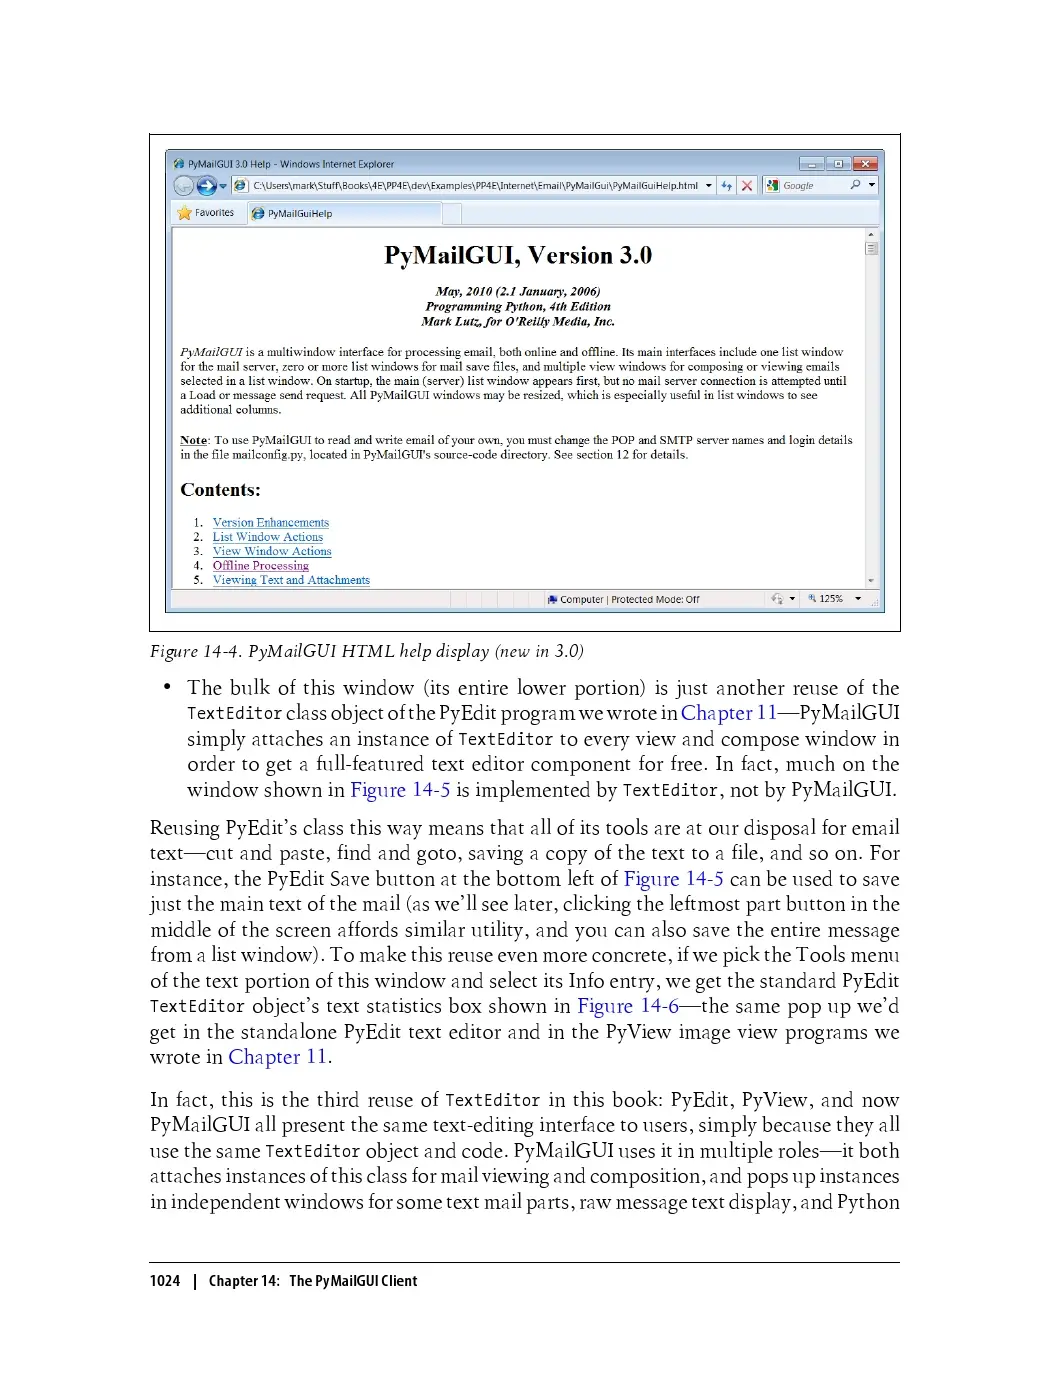 PyMailGUI 3.0 Help - Windows Internet Explorer
C:\Users\mark\Stuff\Books\4E\PP4E\dev\Examples\PP4E\Internet\Email\PyMailGui\PyMailGuiHelp.html
Google
Favorites
PyMailGuiHelp
PyMailGUI, Version 3.0
May, 2010 (2.1 January, 2006)
Programming Python, 4th Edition
Mark Lutz, for O'Reilly Media, Inc.
PyMailGUI is a multiwindow interface for processing email, both online and offline. Its main interfaces include one list window
for the mail server, zero or more list windows for mail save files, and multiple view windows for composing or viewing emails
selected in a list window. On startup, the main (server) list window appears first, but no mail server connection is attempted until
a Load or message send request. All PyMailGUI windows may be resized, which is especially useful in list windows to see
additional columns.
Note: To use PyMailGUI to read and write email of your own, you must change the POP and SMTP server names and login details
in the file mailconfig.py, located in PyMailGUI's source-code directory. See section 12 for details.
Contents:
1. Version Enhancements
2. List Window Actions
3. View Window Actions
4. Offline Processing
5. Viewing Text and Attachments
Computer | Protected Mode: Off
125%
Figure 14-4. PyMailGUI HTML help display (new in 3.0)
• The bulk of this window (its entire lower portion) is just another reuse of the
TextEditor class object of the PyEdit program we wrote in Chapter 11—PyMailGUI
simply attaches an instance of TextEditor to every view and compose window in
order to get a full-featured text editor component for free. In fact, much on the
window shown in Figure 14-5 is implemented by TextEditor, not by PyMailGUI.
Reusing PyEdit’s class this way means that all of its tools are at our disposal for email
text—cut and paste, find and goto, saving a copy of the text to a file, and so on. For
instance, the PyEdit Save button at the bottom left of Figure 14-5 can be used to save
just the main text of the mail (as we’ll see later, clicking the leftmost part button in the
middle of the screen affords similar utility, and you can also save the entire message
from a list window). To make this reuse even more concrete, if we pick the Tools menu
of the text portion of this window and select its Info entry, we get the standard PyEdit
TextEditor object’s text statistics box shown in Figure 14-6—the same pop up we’d
get in the standalone PyEdit text editor and in the PyView image view programs we
wrote in Chapter 11.
In fact, this is the third reuse of TextEditor in this book: PyEdit, PyView, and now
PyMailGUI all present the same text-editing interface to users, simply because they all
use the same TextEditor object and code. PyMailGUI uses it in multiple roles—it both
attaches instances of this class for mail viewing and composition, and pops up instances
in independent windows for some text mail parts, raw message text display, and Python
1024 | Chapter 14: The PyMailGUI Client